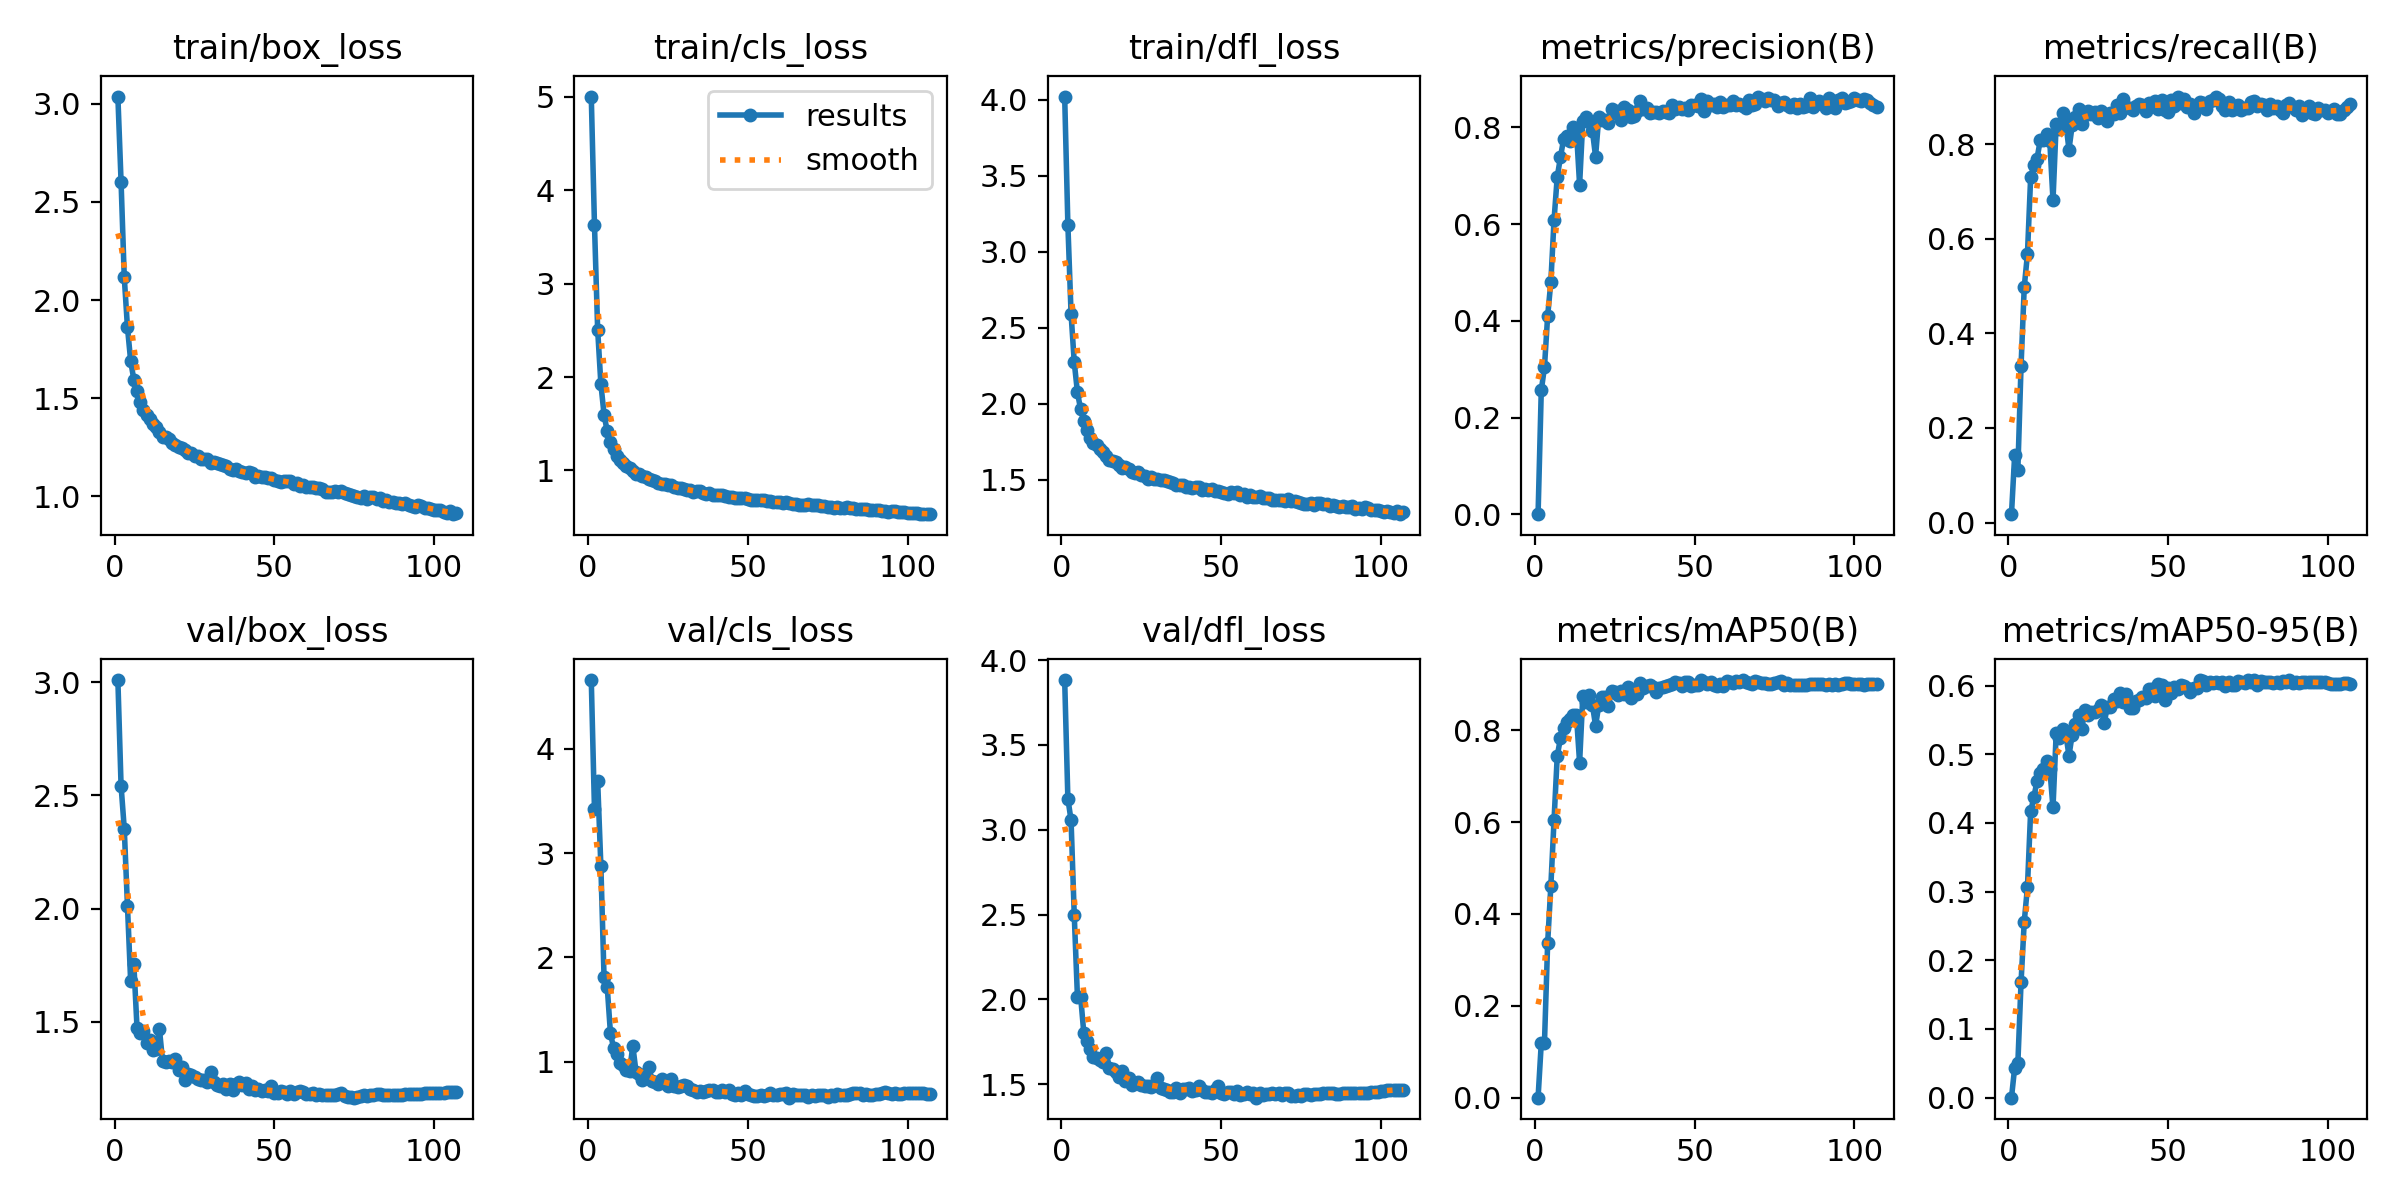 train/box_loss
train/cls_loss
train/dfl_loss
metrics/precision(B)
metrics/recall(B)
3.0
2.5
2.0
1.5
1.0
0 50 100
5
4
3
2
1
0 50 100
results
smooth
4.0
3.5
3.0
2.5
2.0
1.5
0 50 100
0.8
0.6
0.4
0.2
0.0
0 50 100
0.8
0.6
0.4
0.2
0.0
0 50 100
val/box_loss
val/cls_loss
val/dfl_loss
metrics/mAP50(B)
metrics/mAP50-95(B)
3.0
2.5
2.0
1.5
0 50 100
4
3
2
1
0 50 100
4.0
3.5
3.0
2.5
2.0
1.5
0 50 100
0.8
0.6
0.4
0.2
0.0
0 50 100
0.6
0.5
0.4
0.3
0.2
0.1
0.0
0 50 100